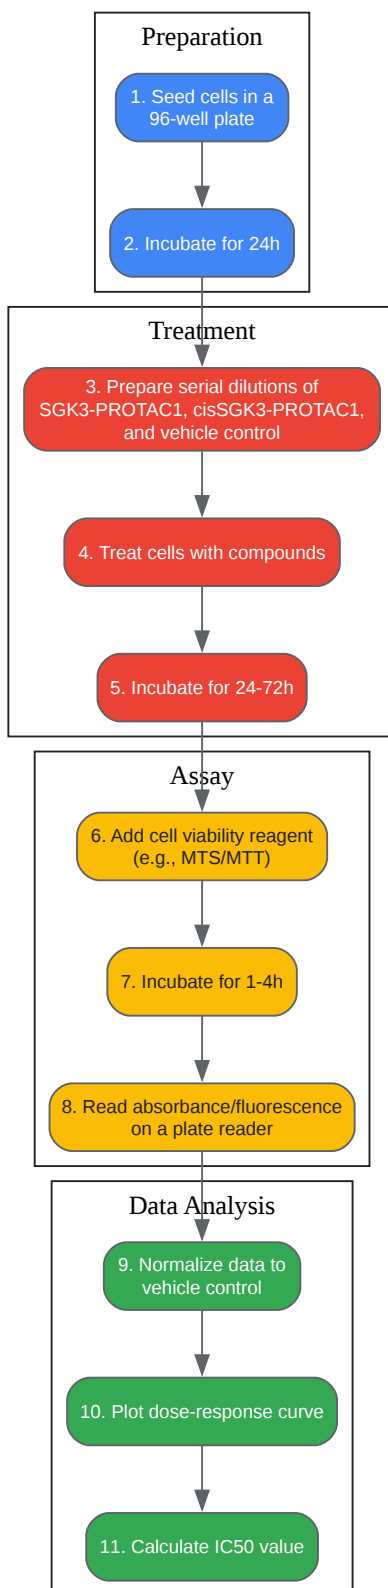 Preparation
1. Seed cells in a
96-well plate
2. Incubate for 24h
Treatment
3. Prepare serial dilutions of
SGK3-PROTAC1, cisSGK3-PROTAC1,
and vehicle control
4. Treat cells with compounds
5. Incubate for 24-72h
Assay
6. Add cell viability reagent
(e.g., MTS/MTT)
7. Incubate for 1-4h
8. Read absorbance/fluorescence
on a plate reader
Data Analysis
9. Normalize data to
vehicle control
10. Plot dose-response curve
11. Calculate IC50 value